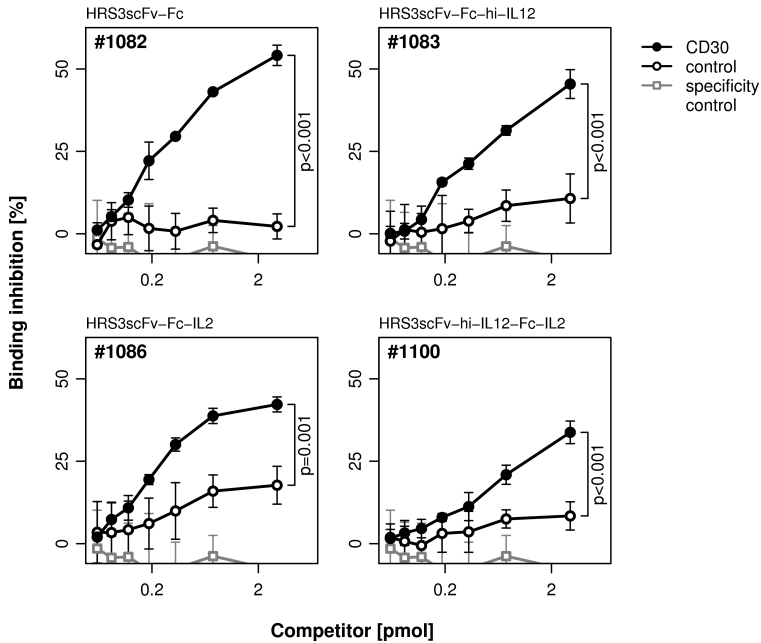 HRS3scFv−Fc
#1082
50
25
0
0.2
2
p<0.001
HRS3scFv−Fc−hi−IL12
#1083
50
25
0
0.2
2
p<0.001
CD30
control
specificity
control
HRS3scFv−Fc−IL2
#1086
50
25
0
0.2
2
p=0.001
HRS3scFv−hi−IL12−Fc−IL2
#1100
50
25
0
0.2
2
p<0.001
Binding inhibition [%]
Competitor [pmol]